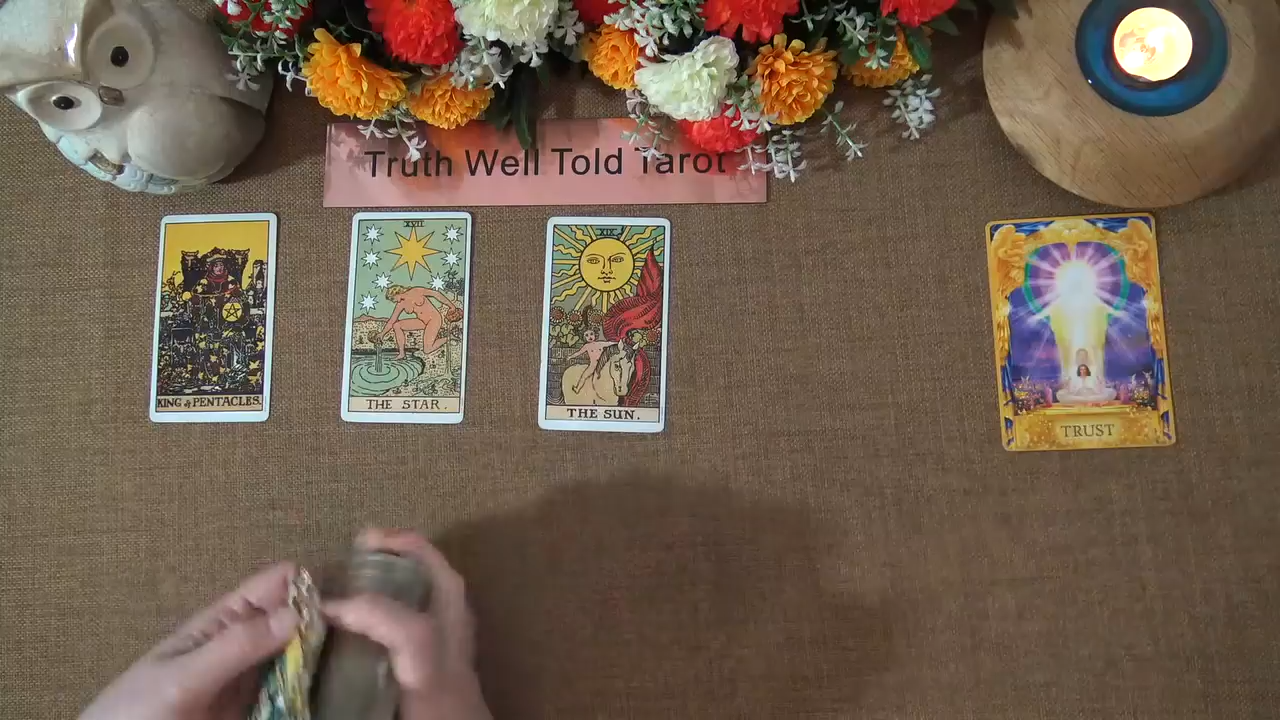 Truth Well Told Tarot
KING of PENTACLES.
XVII
THE STAR.
XIX
THE SUN.
TRUST